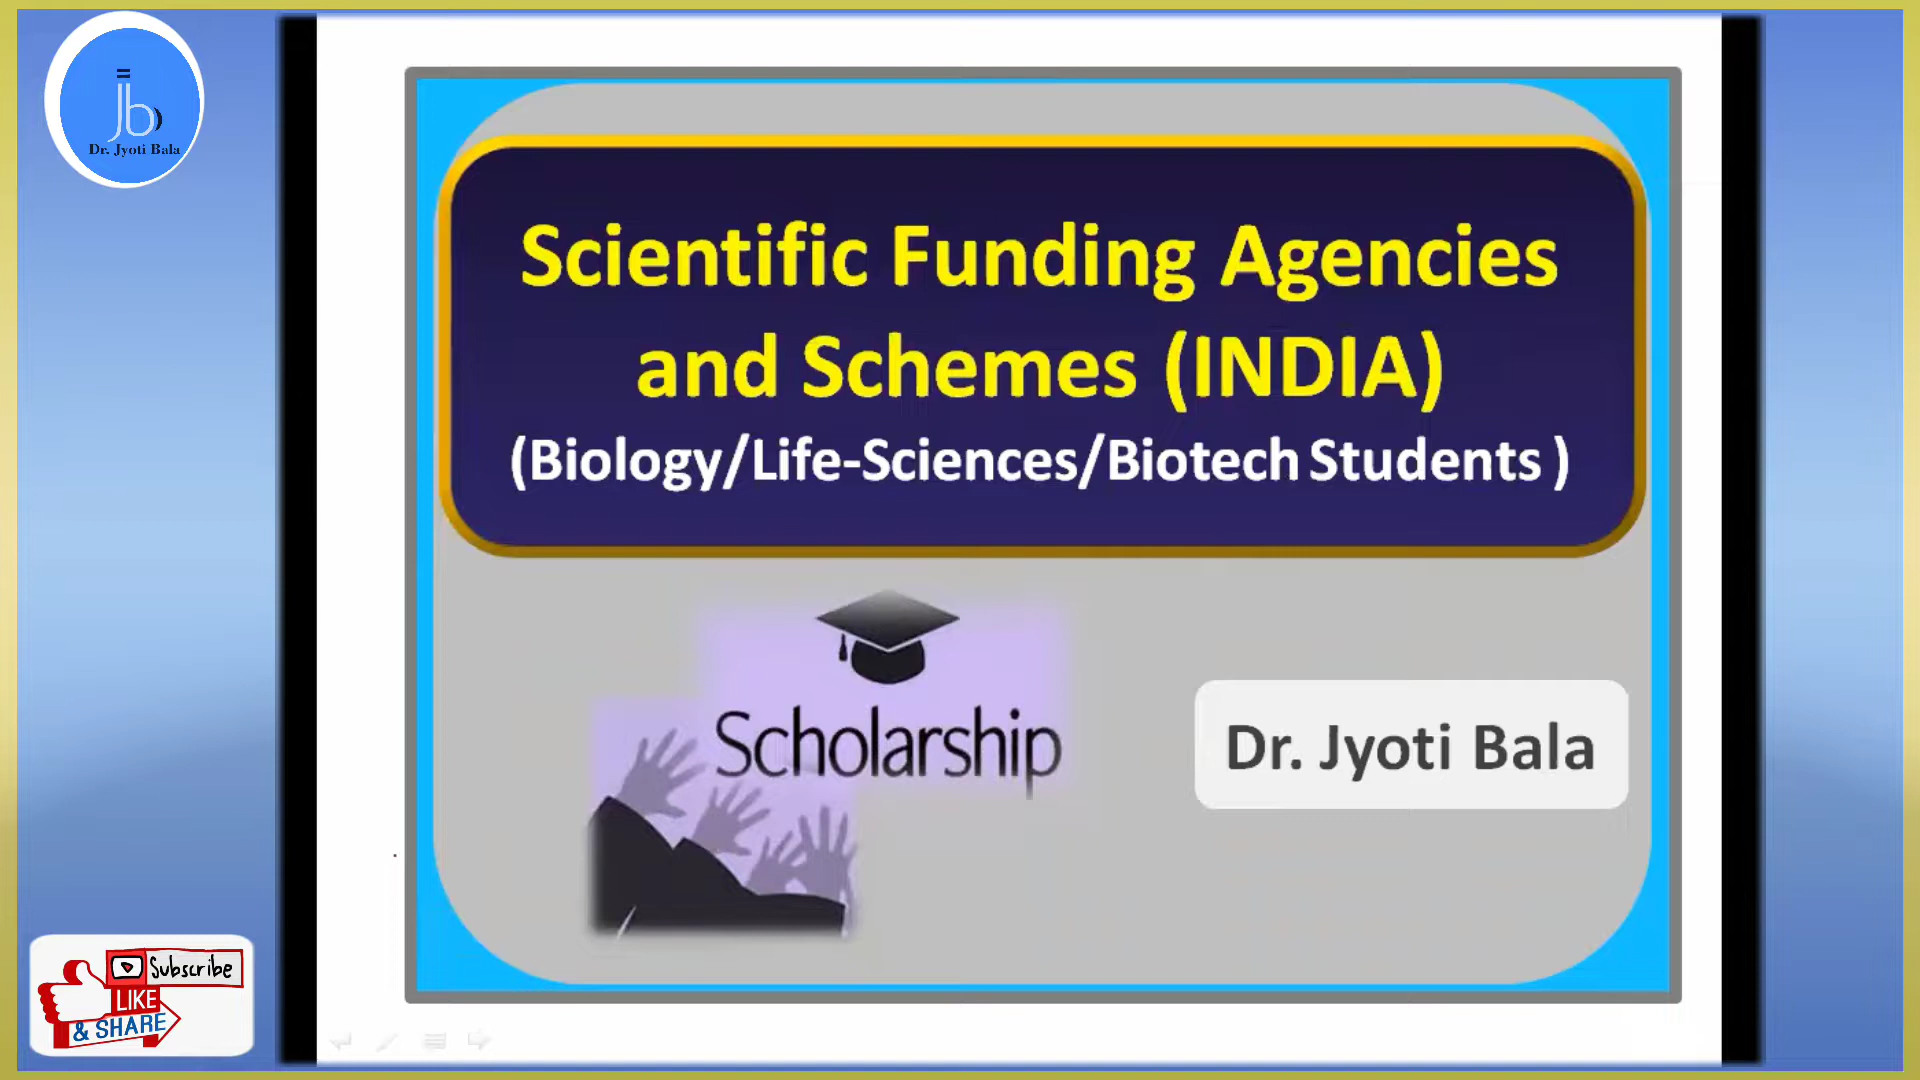 jb
Dr. Jyoti Bala
Scientific Funding Agencies
and Schemes (INDIA)
(Biology/Life-Sciences/Biotech Students )
Scholarship
Dr. Jyoti Bala
Subscribe
LIKE
& SHARE